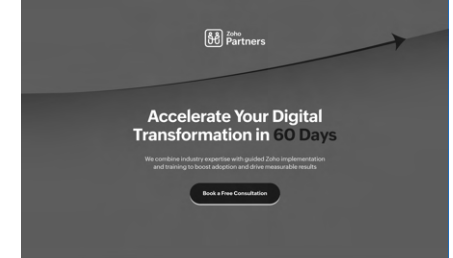 Zoho
Partners
Accelerate Your Digital
Transformation in 60 Days
We combine industry expertise with guided Zoho implementation
and training to boost adoption and drive measurable results
Book a Free Consultation